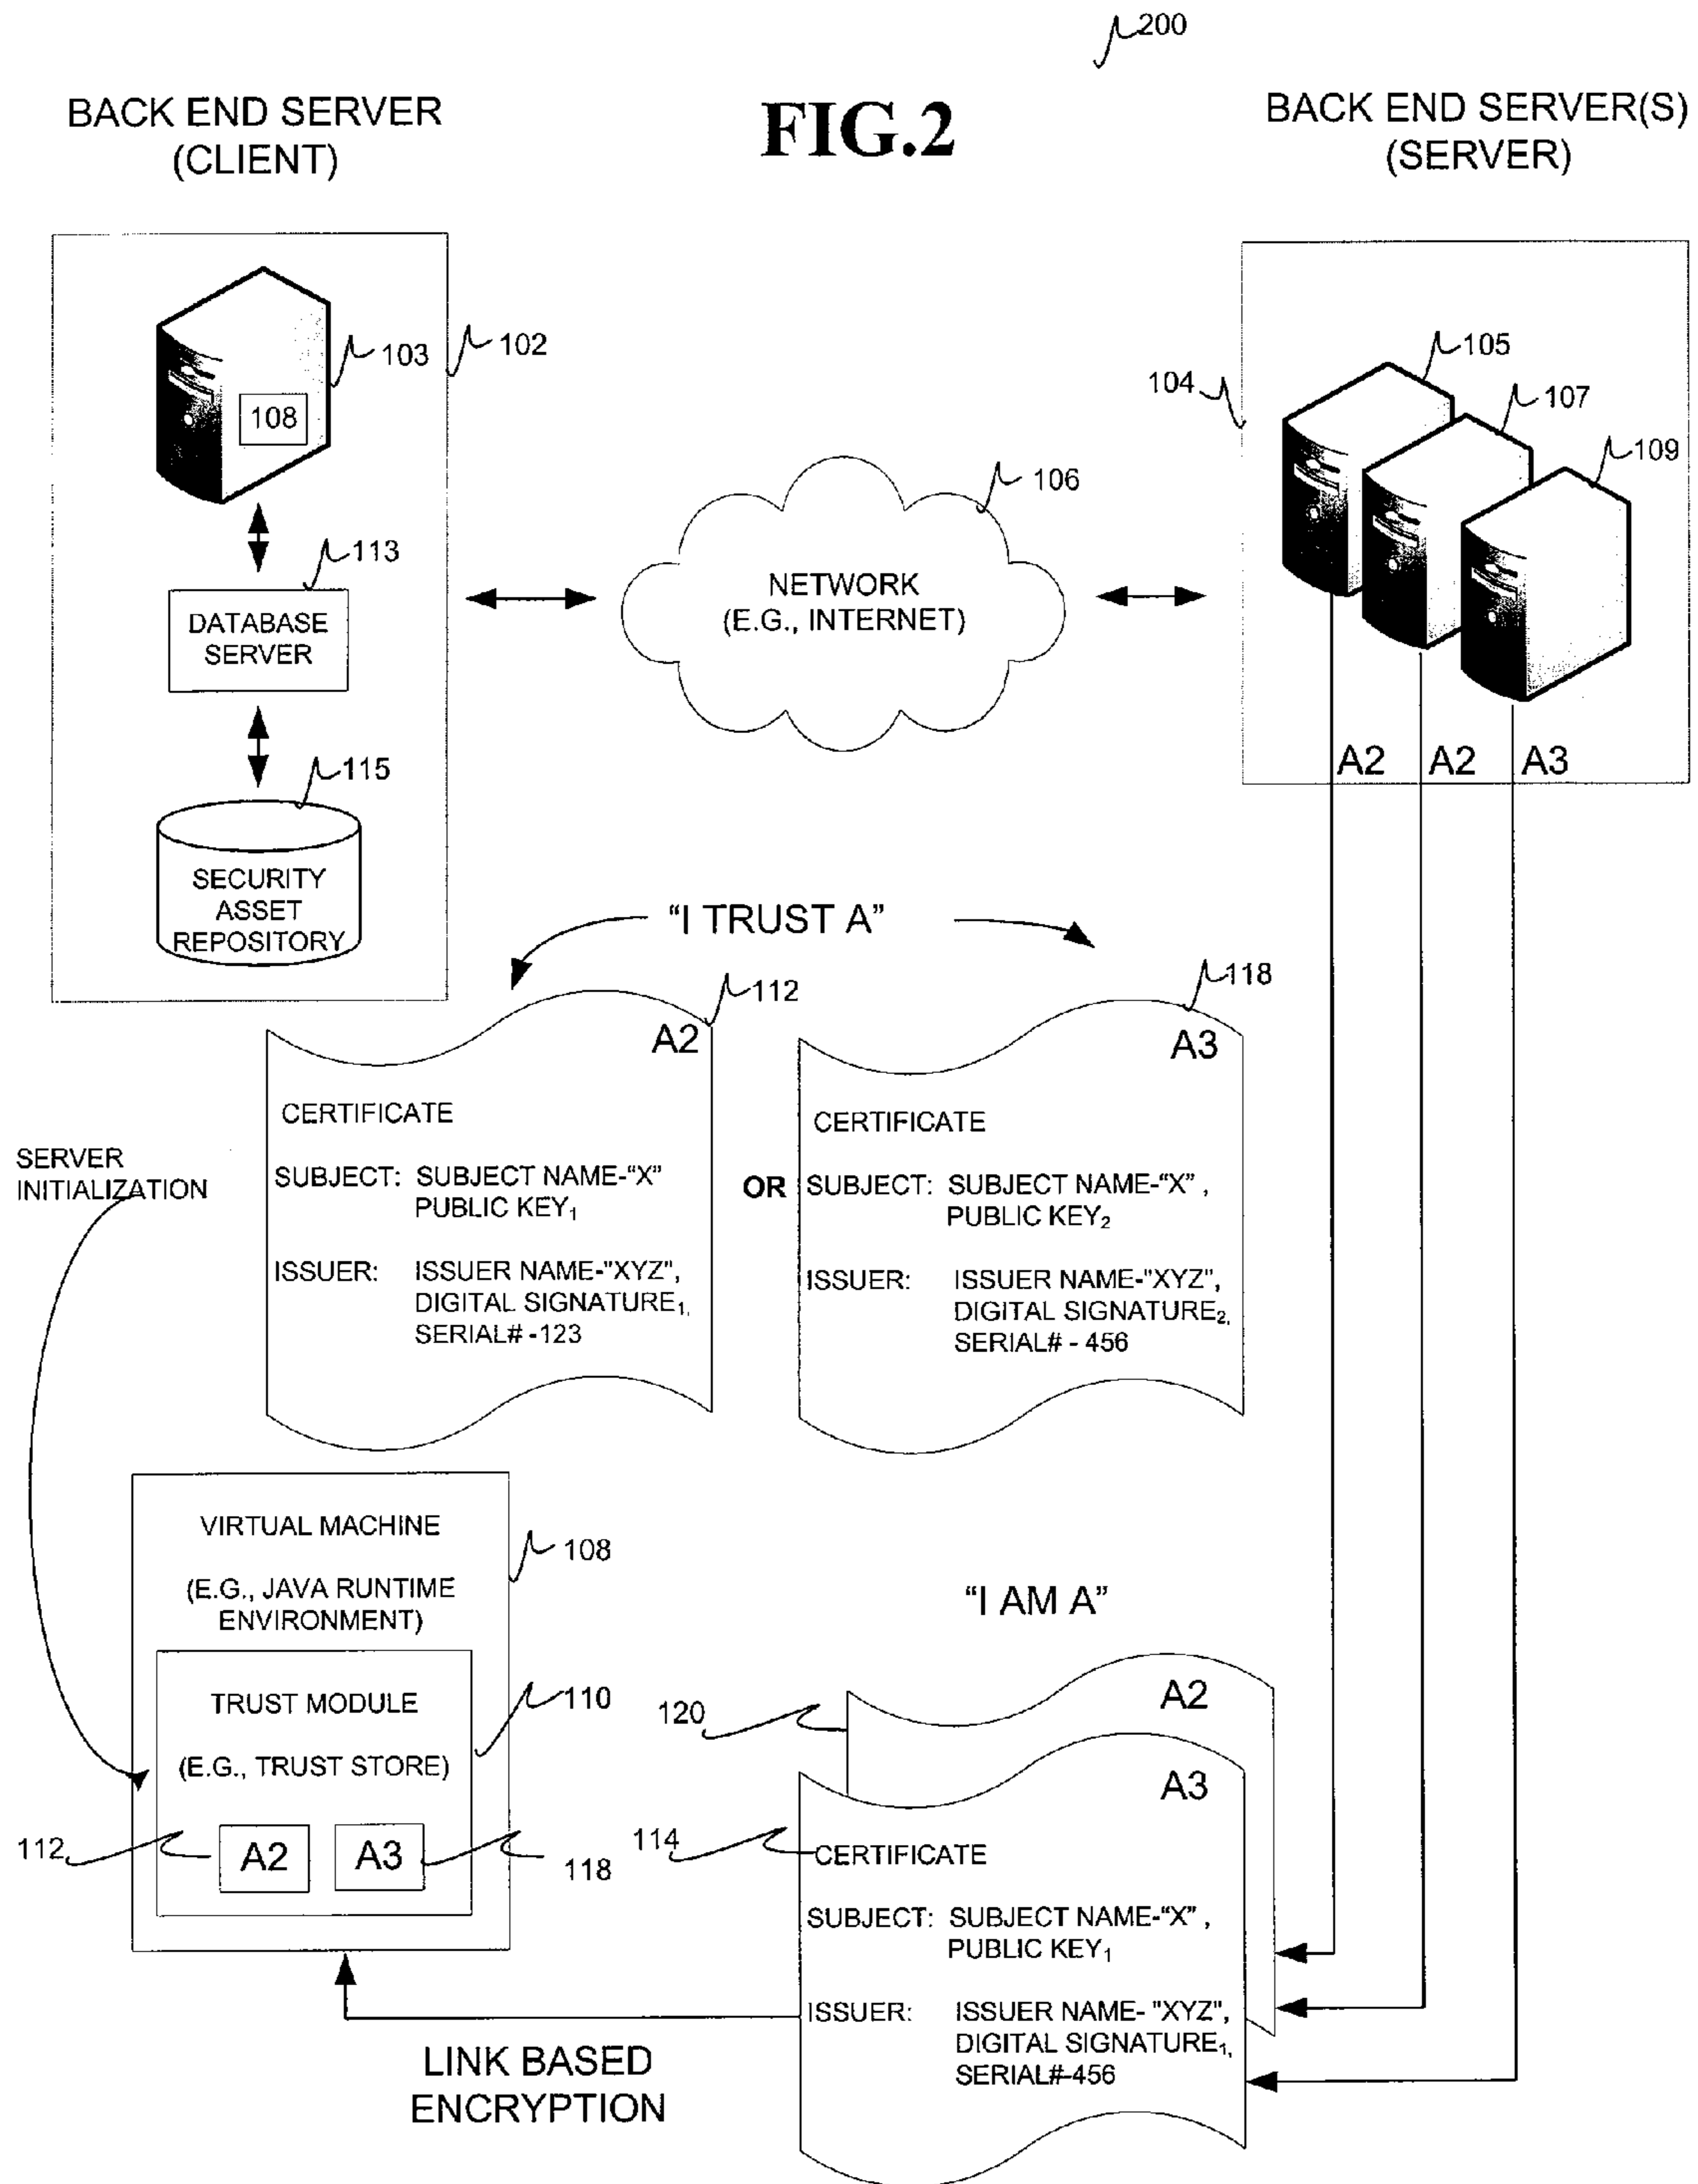 200
FIG.2
BACK END SERVER
(CLIENT)
BACK END SERVER(S)
(SERVER)
103
102
108
113
DATABASE
SERVER
115
SECURITY
ASSET
REPOSITORY
106
NETWORK
(E.G., INTERNET)
104
105
107
109
A2
A2
A3
"I TRUST A"
112
A2
CERTIFICATE
SUBJECT: SUBJECT NAME-"X"
PUBLIC KEY₁
ISSUER: ISSUER NAME-"XYZ",
DIGITAL SIGNATURE₁,
SERIAL# -123
OR
118
A3
CERTIFICATE
SUBJECT: SUBJECT NAME-"X" ,
PUBLIC KEY₂
ISSUER: ISSUER NAME-"XYZ",
DIGITAL SIGNATURE₂,
SERIAL# - 456
SERVER
INITIALIZATION
VIRTUAL MACHINE
(E.G., JAVA RUNTIME
ENVIRONMENT)
108
TRUST MODULE
(E.G., TRUST STORE)
110
112
A2
A3
118
"I AM A"
120
A2
A3
114
CERTIFICATE
SUBJECT: SUBJECT NAME-"X" ,
PUBLIC KEY₁
ISSUER: ISSUER NAME- "XYZ",
DIGITAL SIGNATURE₁,
SERIAL#-456
LINK BASED
ENCRYPTION